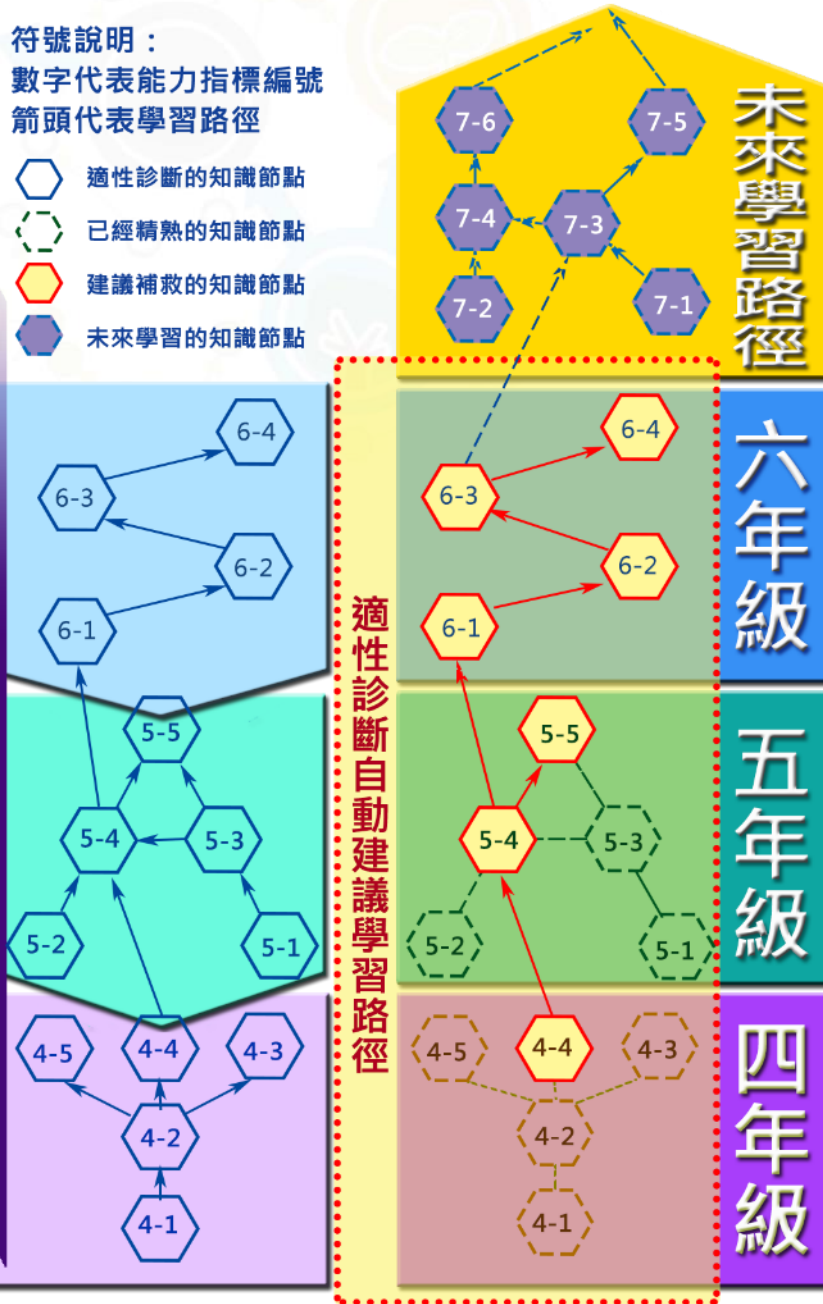 符號說明：
數字代表能力指標編號
箭頭代表學習路徑
適性診斷的知識節點
已經精熟的知識節點
建議補救的知識節點
未來學習的知識節點
7-6
7-5
7-4
7-3
7-2
7-1
未來學習路徑
6-4
6-3
6-2
6-1
5-5
5-4
5-3
5-2
5-1
4-5
4-4
4-3
4-2
4-1
適性診斷自動建議學習路徑
6-4
6-3
6-2
6-1
六年級
5-5
5-4
5-3
5-2
5-1
五年級
4-5
4-4
4-3
4-2
4-1
四年級